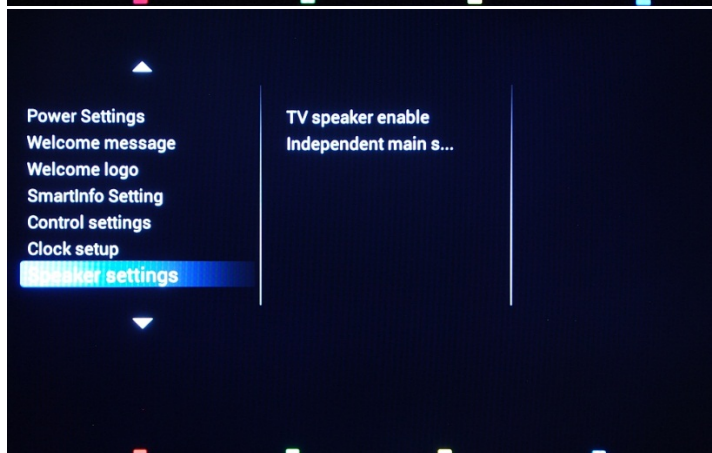 Power Settings
Welcome message
Welcome logo
SmartInfo Setting
Control settings
Clock setup
Speaker settings
TV speaker enable
Independent main s...